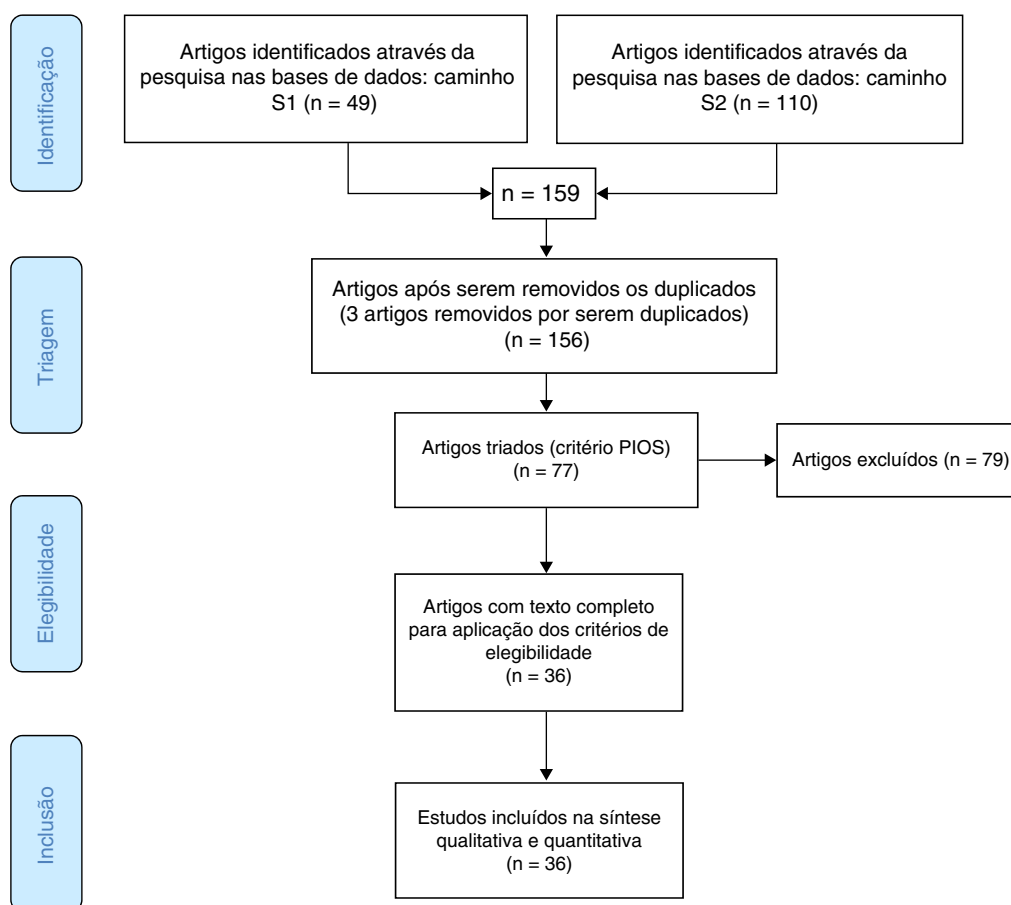 Identificação
Artigos identificados através da
pesquisa nas bases de dados: caminho
S1 (n = 49)
Artigos identificados através da
pesquisa nas bases de dados: caminho
S2 (n = 110)
n = 159
Triagem
Artigos após serem removidos os duplicados
(3 artigos removidos por serem duplicados)
(n = 156)
Artigos triados (critério PIOS)
(n = 77)
Artigos excluídos (n = 79)
Elegibilidade
Artigos com texto completo
para aplicação dos critérios de
elegibilidade
(n = 36)
Inclusão
Estudos incluídos na síntese
qualitativa e quantitativa
(n = 36)